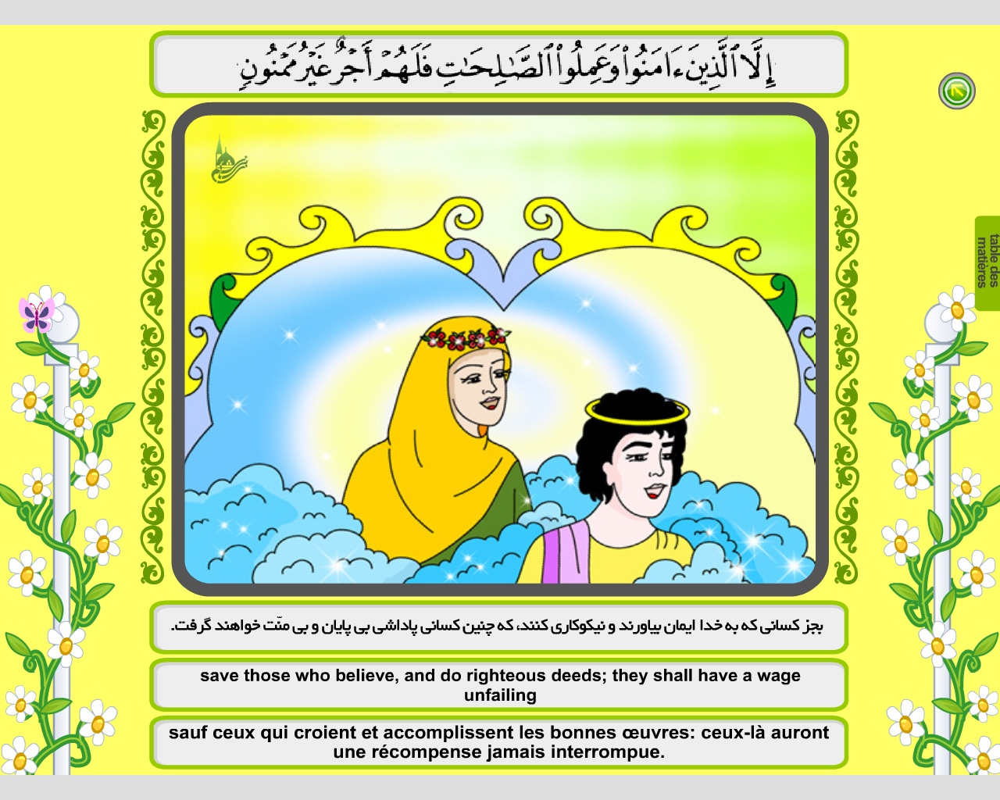 إِلَّا ٱلَّذِينَ ءَامَنُوا۟ وَعَمِلُوا۟ ٱلصَّـٰلِحَـٰتِ فَلَهُمْ أَجْرٌ غَيْرُ مَمْنُونٍ
table des
matières
بجز کسانی که به خدا ایمان بیاورند و نیکوکاری کنند، که چنین کسانی پاداشی بی پایان و بی منّت خواهند گرفت.
save those who believe, and do righteous deeds; they shall have a wage
unfailing
sauf ceux qui croient et accomplissent les bonnes œuvres: ceux-là auront
une récompense jamais interrompue.